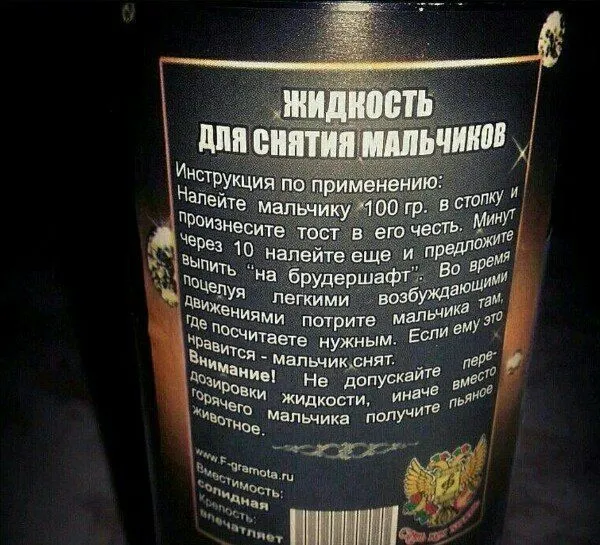 ЖИДКОСТЬ
ДЛЯ СНЯТИЯ МАЛЬЧИКОВ
Инструкция по применению:
Налейте мальчику 100 гр. в стопку и
произнесите тост в его честь. Минут
через 10 налейте еще и предложите
выпить "на брудершафт". Во время
поцелуя легкими возбуждающими
движениями потрите мальчика там,
где посчитаете нужным. Если ему это
нравится - мальчик снят.
Внимание! Не допускайте пере-
дозировки жидкости, иначе вместо
горячего мальчика получите пьяное
животное.
www.F-gramota.ru
Вместимость:
солидная
Крепость:
впечатляет